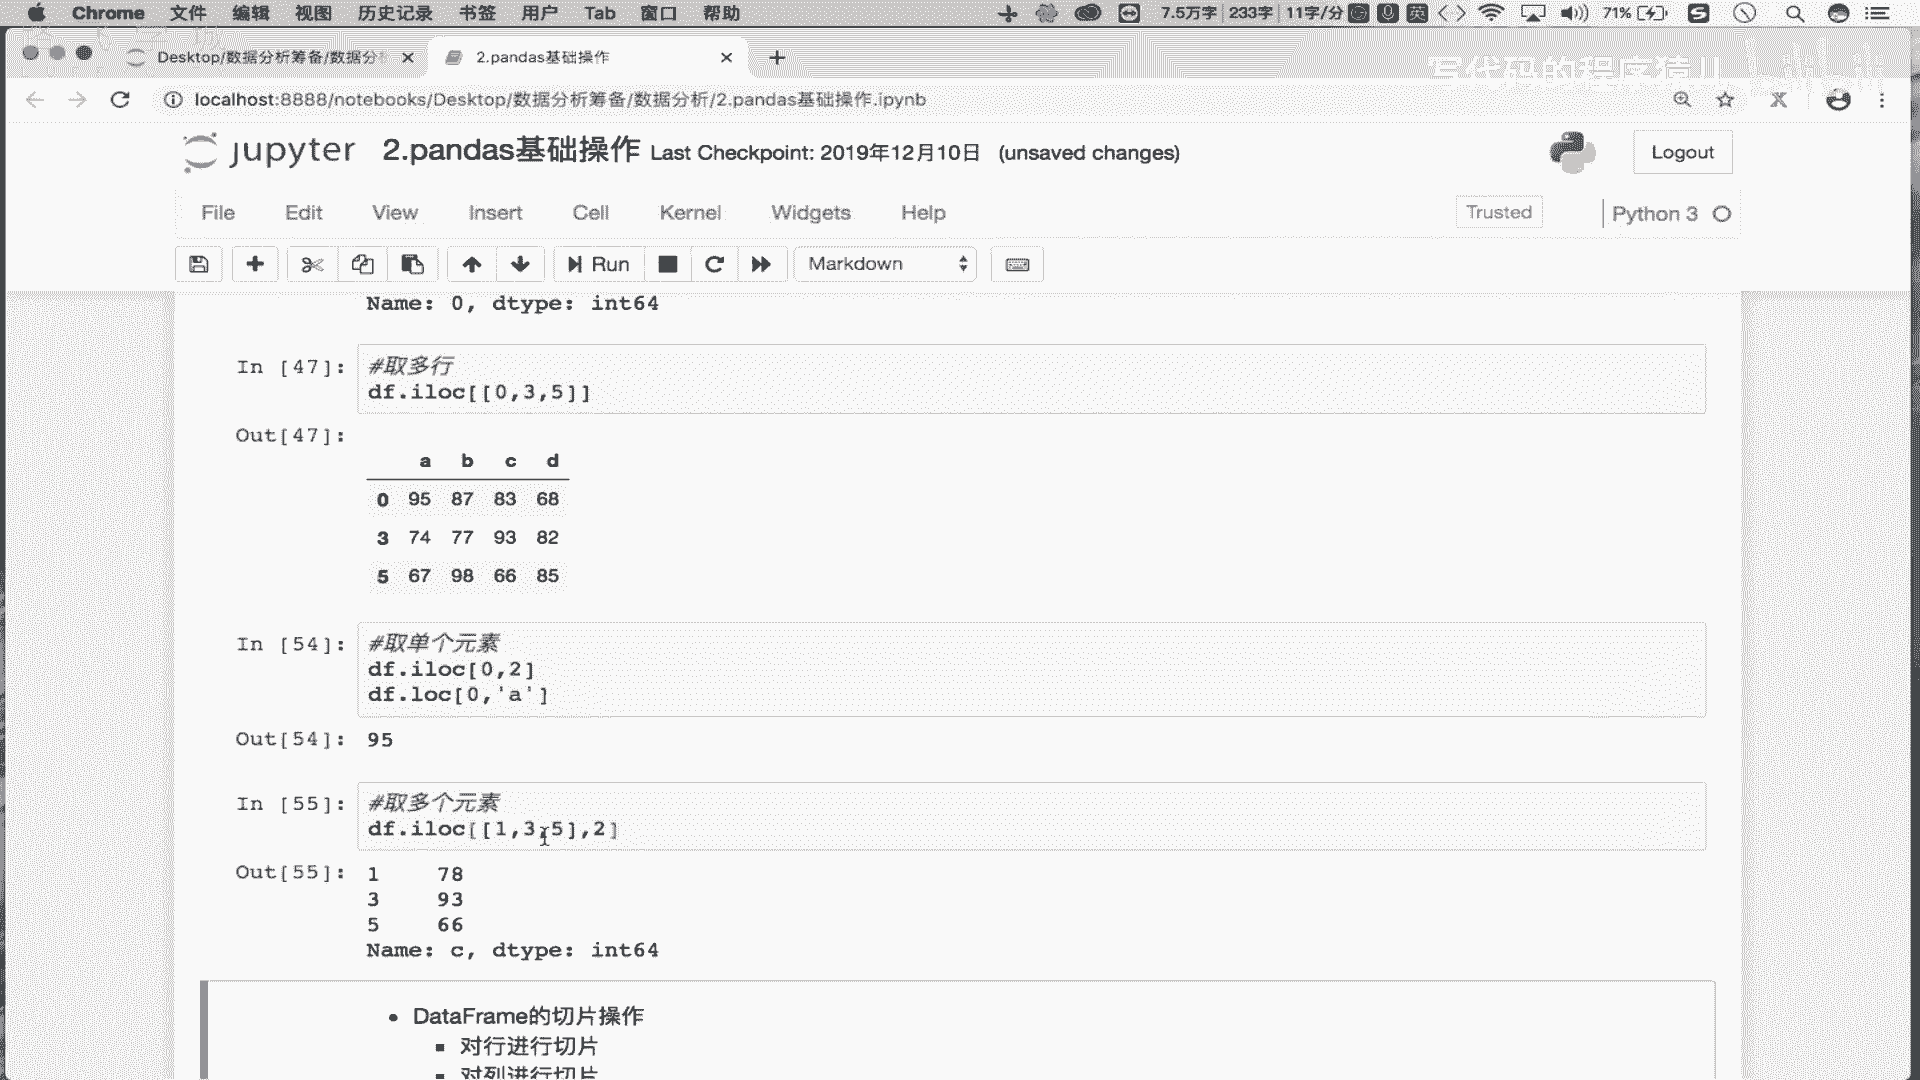 Chrome 文件 编辑 视图 历史记录 书签 用户 Tab 窗口 帮助 7.5万字 233字 11字/分 英 71%
Desktop/数据分析筹备/数据分析 2.pandas基础操作
写代码的程序猿儿 bilibili
localhost:8888/notebooks/Desktop/数据分析筹备/数据分析/2.pandas基础操作.ipynb
jupyter 2.pandas基础操作 Last Checkpoint: 2019年12月10日 (unsaved changes) Logout
File Edit View Insert Cell Kernel Widgets Help Trusted Python 3
Run Markdown
Name: 0, dtype: int64
In [47]: #取多行
df.iloc[[0,3,5]]
Out[47]:
a b c d
0 95 87 83 68
3 74 77 93 82
5 67 98 66 85
In [54]: #取单个元素
df.iloc[0,2]
df.loc[0,'a']
Out[54]: 95
In [55]: #取多个元素
df.iloc[[1,3,5],2]
Out[55]: 1 78
3 93
5 66
Name: c, dtype: int64
DataFrame的切片操作
对行进行切片
对列进行切片